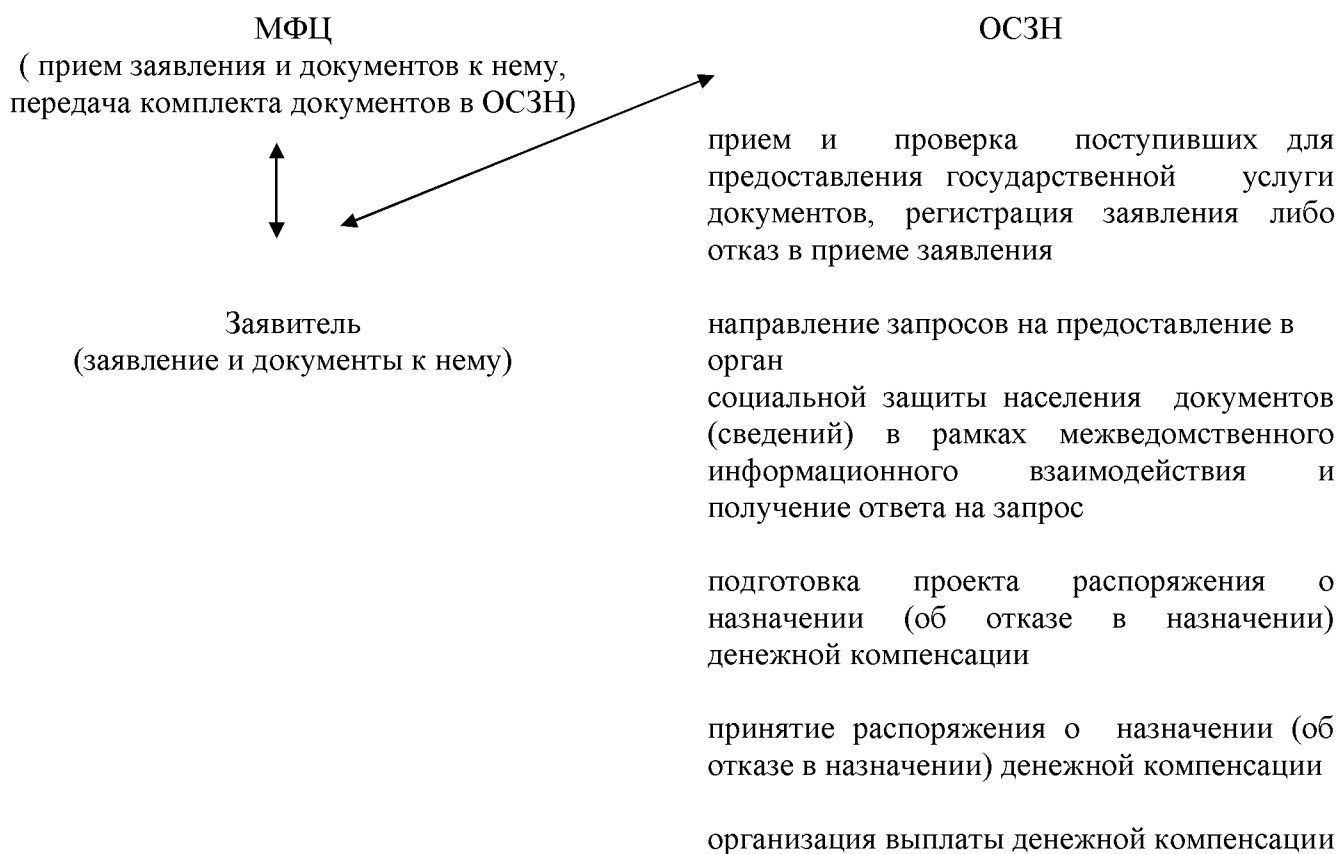 МФЦ
( прием заявления и документов к нему,
передача комплекта документов в ОСЗН)
Заявитель
(заявление и документы к нему)
ОСЗН
прием и проверка поступивших для
предоставления государственной услуги
документов, регистрация заявления либо
отказ в приеме заявления
направление запросов на предоставление в
орган
социальной защиты населения документов
(сведений) в рамках межведомственного
информационного взаимодействия и
получение ответа на запрос
подготовка проекта распоряжения о
назначении (об отказе в назначении)
денежной компенсации
принятие распоряжения о назначении (об
отказе в назначении) денежной компенсации
организация выплаты денежной компенсации